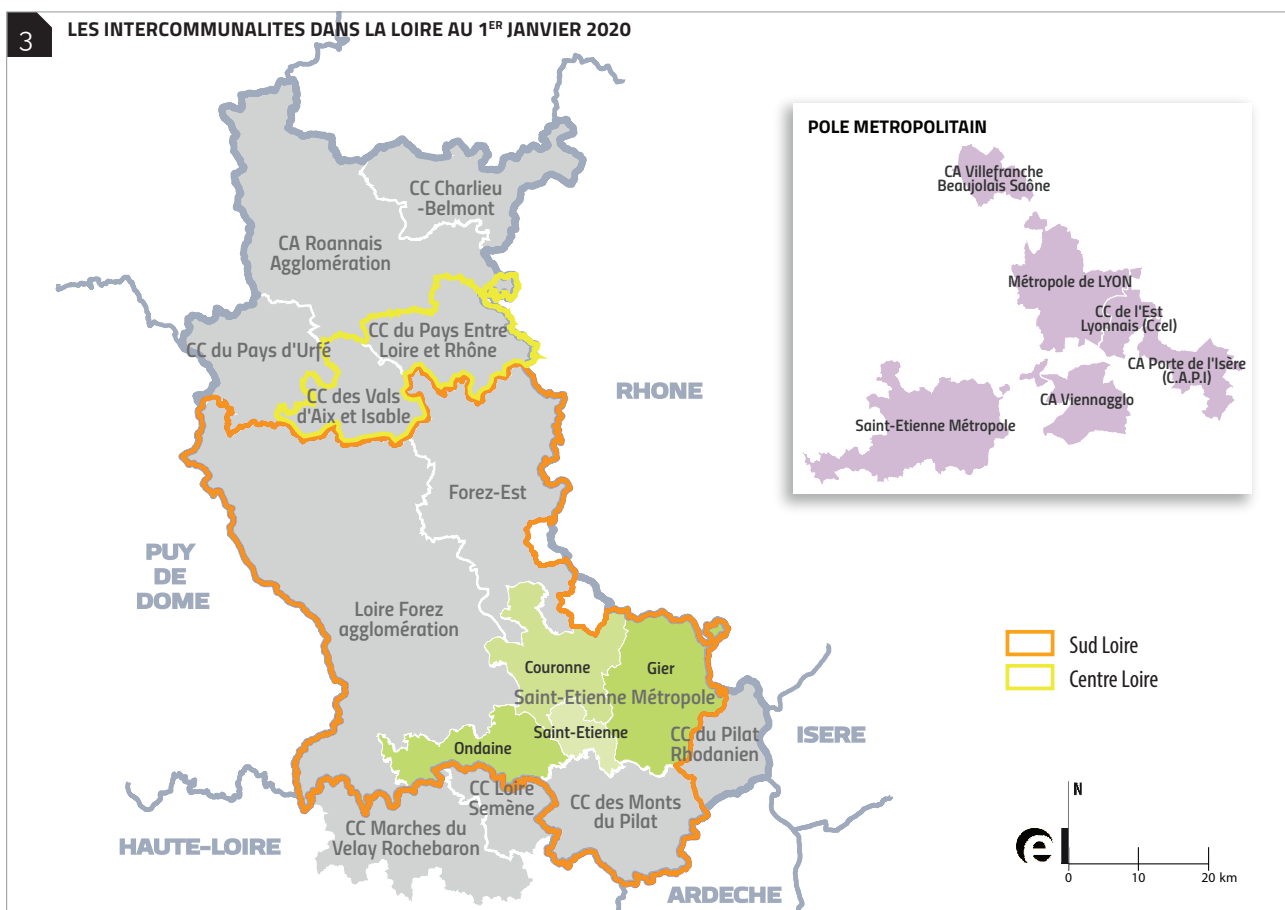 3
LES INTERCOMMUNALITES DANS LA LOIRE AU 1ER JANVIER 2020
POLE METROPOLITAIN
CA Villefranche
Beaujolais Saône
Métropole de LYON
CC de l'Est
Lyonnais (Ccel)
CA Porte de l'Isère
(C.A.P.I)
CA Viennagglo
Saint-Etienne Métropole
CC Charlieu
-Belmont
CA Roannais
Agglomération
CC du Pays d'Urfé
CC du Pays Entre
Loire et Rhône
CC des Vals
d'Aix et Isable
RHONE
Forez-Est
PUY
DE
DOME
Loire Forez
agglomération
Couronne
Gier
Saint-Etienne Métropole
Saint-Etienne
Ondaine
CC du Pilat
Rhodanien
ISERE
CC Loire
Semène
CC des Monts
du Pilat
CC Marches du
Velay Rochebaron
HAUTE-LOIRE
ARDECHE
Sud Loire
Centre Loire
N
e
0 10 20 km